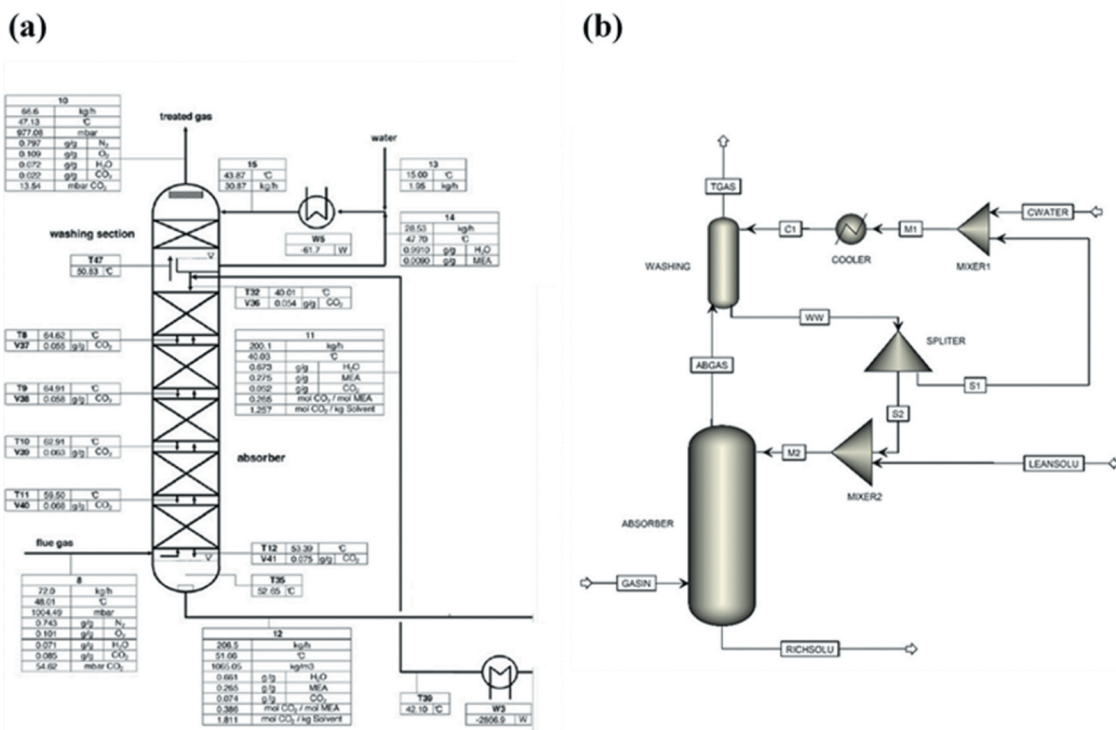 (a)
10
66.6 kg/h
47.13 °C
977.08 mbar
0.797 g/g N₂
0.109 g/g O₂
0.072 g/g H₂O
0.022 g/g CO₂
13.54 mbar CO₂
treated gas
water
15
43.87 °C
30.87 kg/h
13
15.00 °C
1.95 kg/h
W5
-61.7 W
14
28.53 kg/h
47.70 °C
0.9910 g/g H₂O
0.0090 g/g MEA
washing section
T47
50.83 °C
T32 40.01 °C
V36 0.054 g/g CO₂
T8 64.62 °C
V37 0.055 g/g CO₂
11
200.1 kg/h
40.03 °C
0.673 g/g H₂O
0.275 g/g MEA
0.052 g/g CO₂
0.265 mol CO₂ / mol MEA
1.257 mol CO₂ / kg Solvent
T9 64.91 °C
V38 0.058 g/g CO₂
T10 62.91 °C
V39 0.063 g/g CO₂
absorber
T11 59.50 °C
V40 0.068 g/g CO₂
flue gas
T12 53.39 °C
V41 0.075 g/g CO₂
T35
52.65 °C
8
72.0 kg/h
48.01 °C
1004.49 mbar
0.743 g/g N₂
0.101 g/g O₂
0.071 g/g H₂O
0.085 g/g CO₂
54.62 mbar CO₂
12
206.5 kg/h
51.66 °C
1065.05 kg/m3
0.661 g/g H₂O
0.265 g/g MEA
0.074 g/g CO₂
0.386 mol CO₂ / mol MEA
1.811 mol CO₂ / kg Solvent
T39
42.10 °C
W3
-2866.9 W
(b)
TGAS
CWATER
C1
M1
COOLER
MIXER1
WASHING
WW
SPLITER
ABGAS
S1
S2
M2
LEANSOLU
MIXER2
ABSORBER
GASIN
RICHSOLU